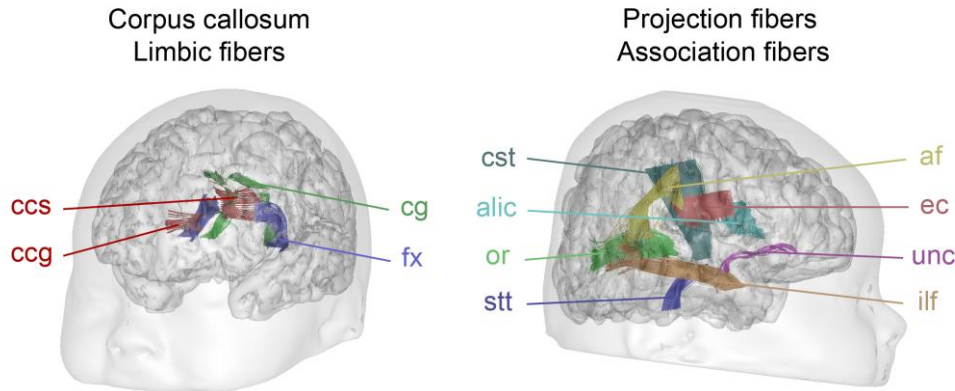 Corpus callosum
Limbic fibers
ccs
ccg
cg
fx
Projection fibers
Association fibers
cst
alic
or
stt
af
ec
unc
ilf